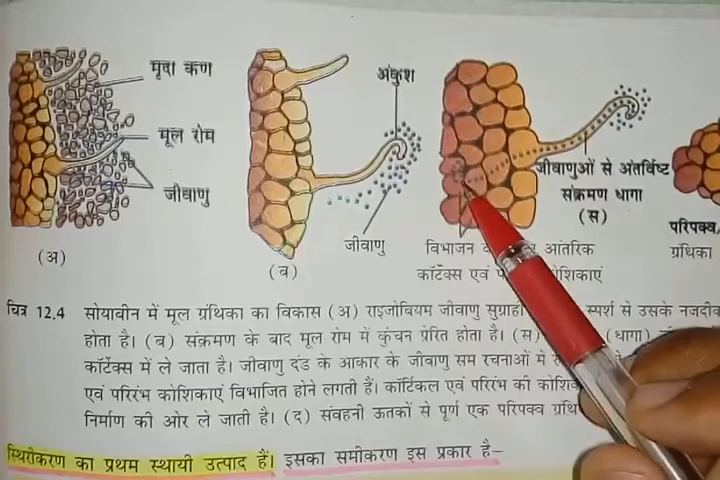 मृदा कण
मूल रोम
जीवाणु
(अ)
अंकुश
जीवाणु
(ब)
जीवाणुओं से अंतर्विष्ट
संक्रमण धागा
(स)
विभाजन आंतरिक
कॉर्टेक्स एवं कोशिकाएं
परिपक्व
ग्रंथिका
चित्र 12.4 सोयाबीन में मूल ग्रंथिका का विकास (अ) राइजोबियम जीवाणु सुग्राही स्पर्श से उसके नजदीक
होता है। (ब) संक्रमण के बाद मूल रोम में कुंचन प्रेरित होता है। (स) (धागा)
कॉर्टेक्स में ले जाता है। जीवाणु दंड के आकार के जीवाणु सम रचनाओं में
एवं परिरंभ कोशिकाएं विभाजित होने लगती हैं। कॉर्टिकल एवं परिरंभ की
निर्माण की ओर ले जाती है। (द) संवहनी ऊतकों से पूर्ण एक परिपक्व
स्थिरीकरण का प्रथम स्थायी उत्पाद हैं। इसका समीकरण इस प्रकार है–